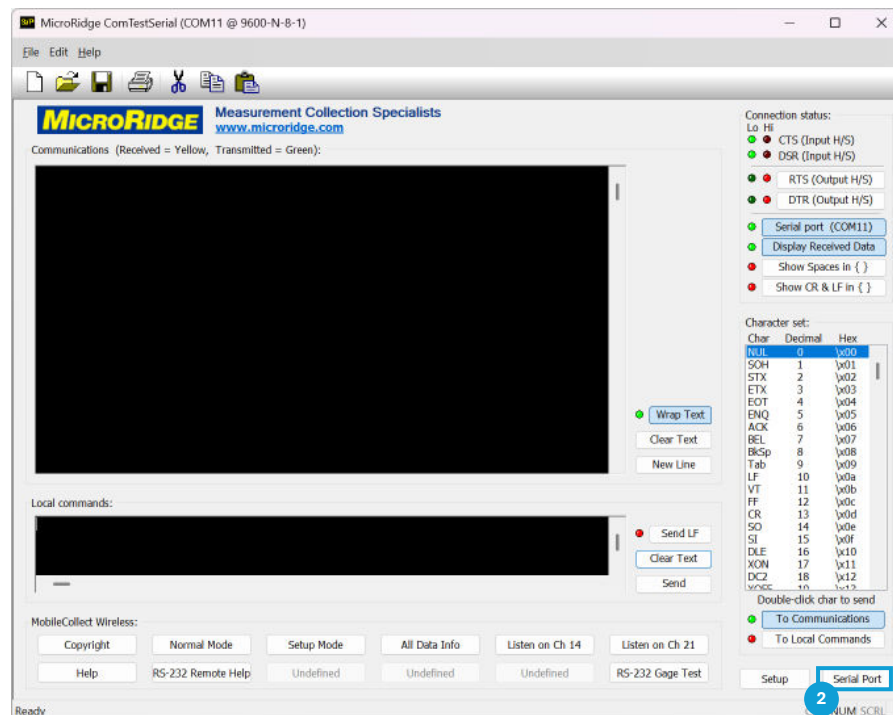 MicroRidge ComTestSerial (COM11 @ 9600-N-8-1)
File Edit Help
MICRORIDGE
Measurement Collection Specialists
www.microridge.com
Communications (Received = Yellow, Transmitted = Green):
Wrap Text
Clear Text
New Line
Local commands:
Send LF
Clear Text
Send
MobileCollect Wireless:
Copyright Normal Mode Setup Mode All Data Info Listen on Ch 14 Listen on Ch 21
Help RS-232 Remote Help Undefined Undefined Undefined RS-232 Gage Test
Connection status:
Lo Hi
CTS (Input H/S)
DSR (Input H/S)
RTS (Output H/S)
DTR (Output H/S)
Serial port (COM11)
Display Received Data
Show Spaces in { }
Show CR & LF in { }
Character set:
Char Decimal Hex
NUL 0 \x00
SOH 1 \x01
STX 2 \x02
ETX 3 \x03
EOT 4 \x04
ENQ 5 \x05
ACK 6 \x06
BEL 7 \x07
BkSp 8 \x08
Tab 9 \x09
LF 10 \x0a
VT 11 \x0b
FF 12 \x0c
CR 13 \x0d
SO 14 \x0e
SI 15 \x0f
DLE 16 \x10
XON 17 \x11
DC2 18 \x12
Double-click char to send
To Communications
To Local Commands
Setup Serial Port
2
Ready NUM SCRL